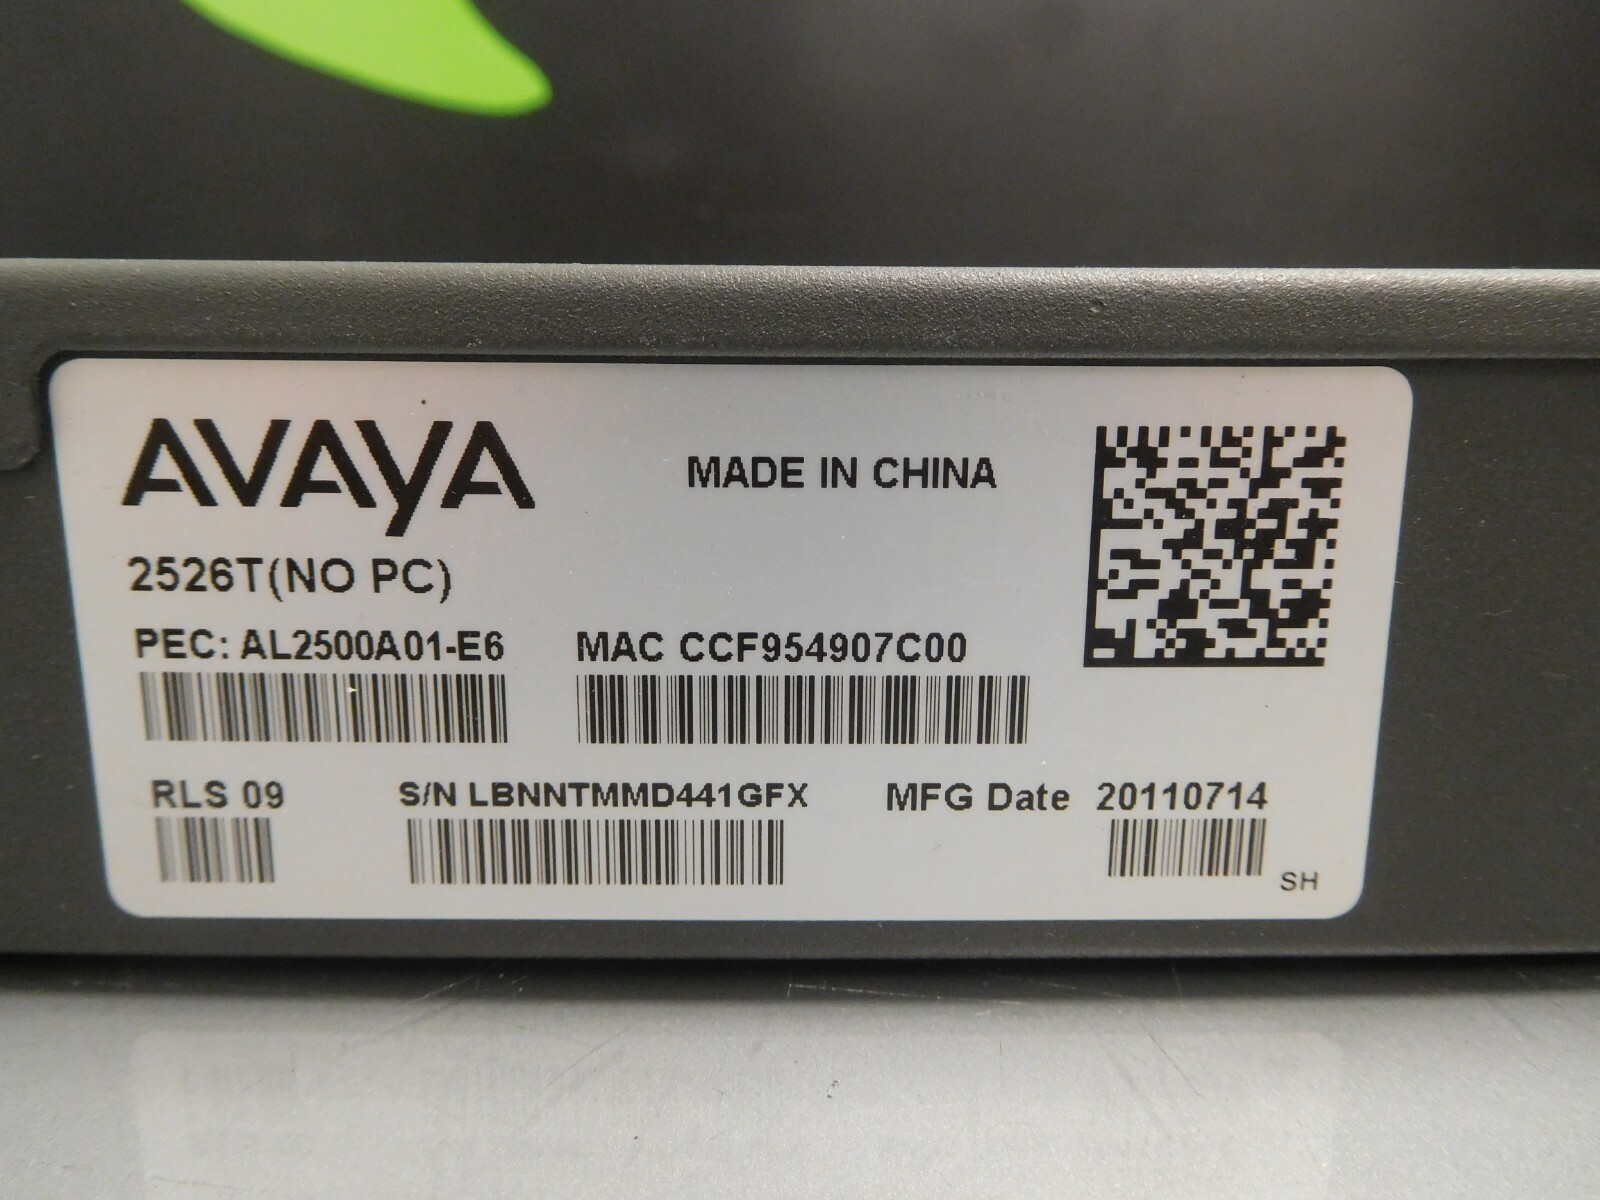 AVAYA
MADE IN CHINA
2526T(NO PC)
PEC: AL2500A01-E6
MAC CCF954907C00
RLS 09
S/N LBNNTMMD441GFX
MFG Date 20110714
SH